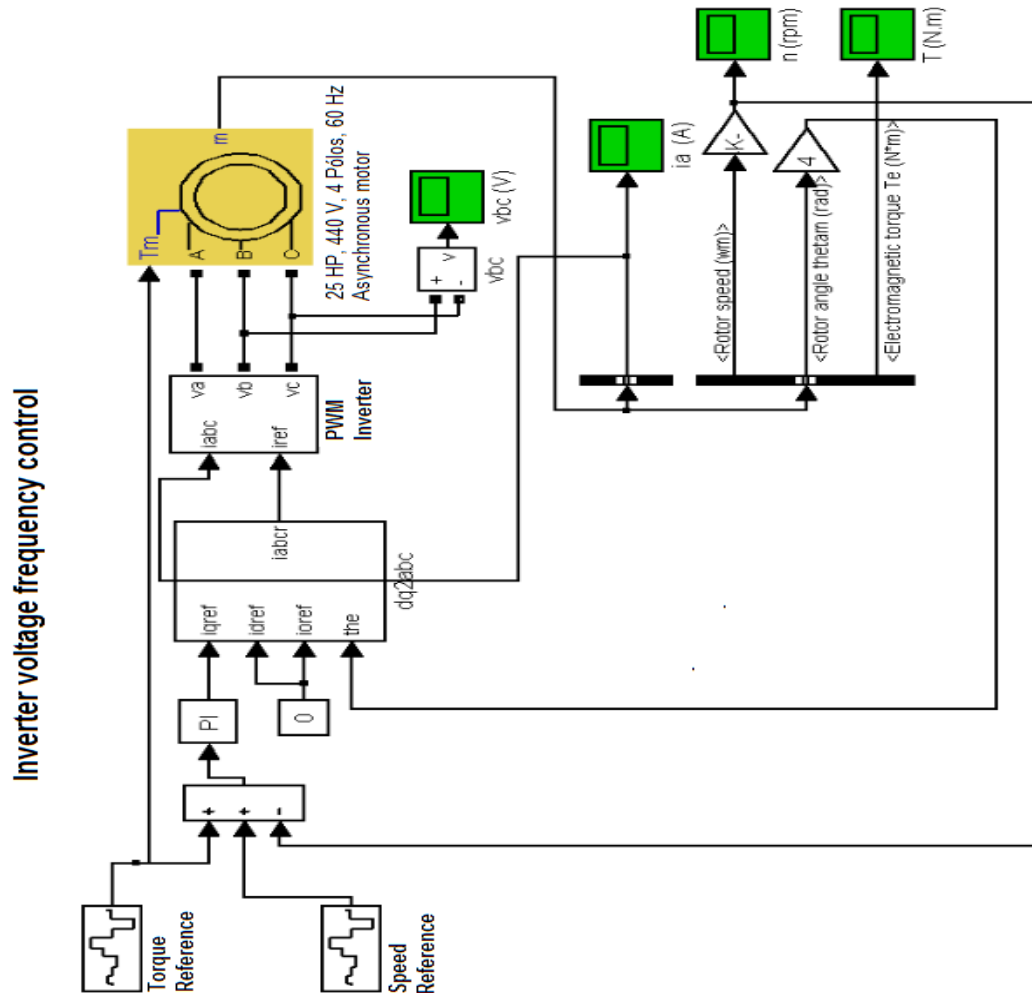 Inverter voltage frequency control
Torque
Reference
Speed
Reference
+
+
-
PI
0
iqref
idref
ioref
the
iabcr
dq2abc
iabc
iref
va
vb
vc
PWM
Inverter
Tm
A
B
C
m
25 HP, 440 V, 4 Pólos, 60 Hz
Asynchronous motor
+
-
v
vbc
vbc (V)
ia (A)
<Rotor speed (wm)>
<Rotor angle thetam (rad)>
<Electromagnetic torque Te (N*m)>
K-
4
n (rpm)
T (N.m)